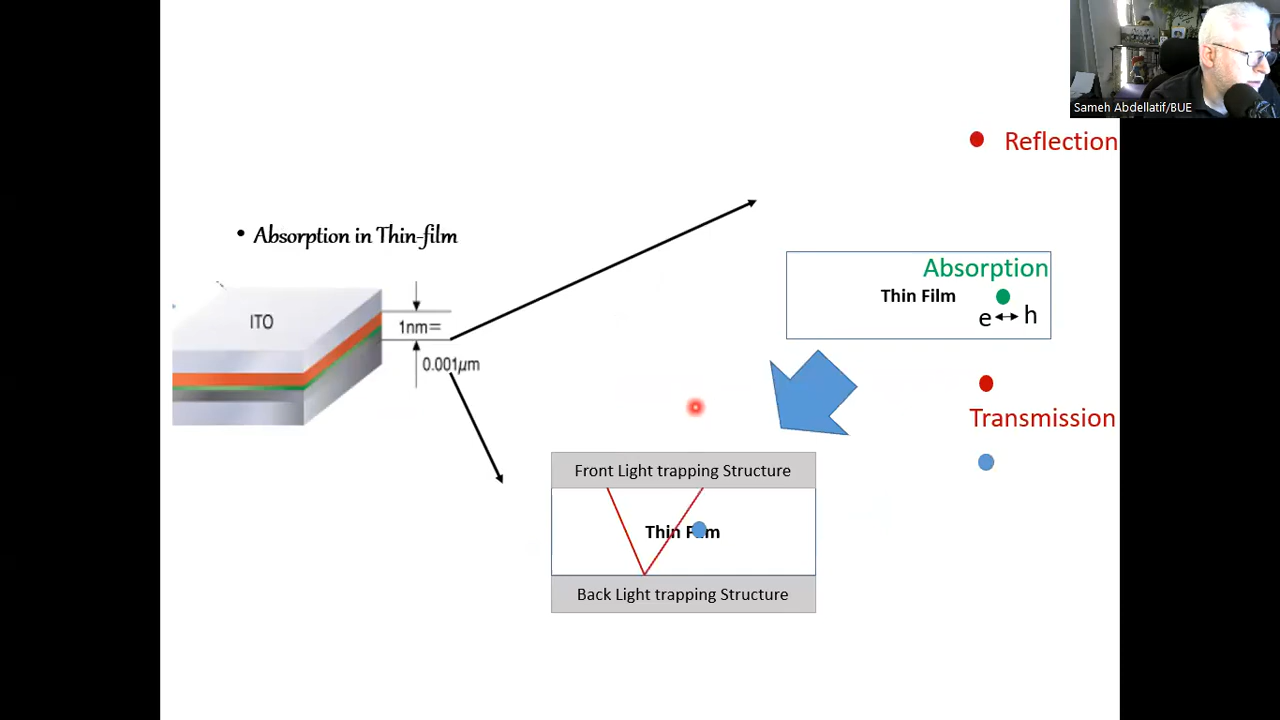 Sameh Abdellatif/BUE
Reflection
• Absorption in Thin-film
Absorption
Thin Film
e h
ITO
1nm=
0.001µm
Transmission
Front Light trapping Structure
Thin Film
Back Light trapping Structure